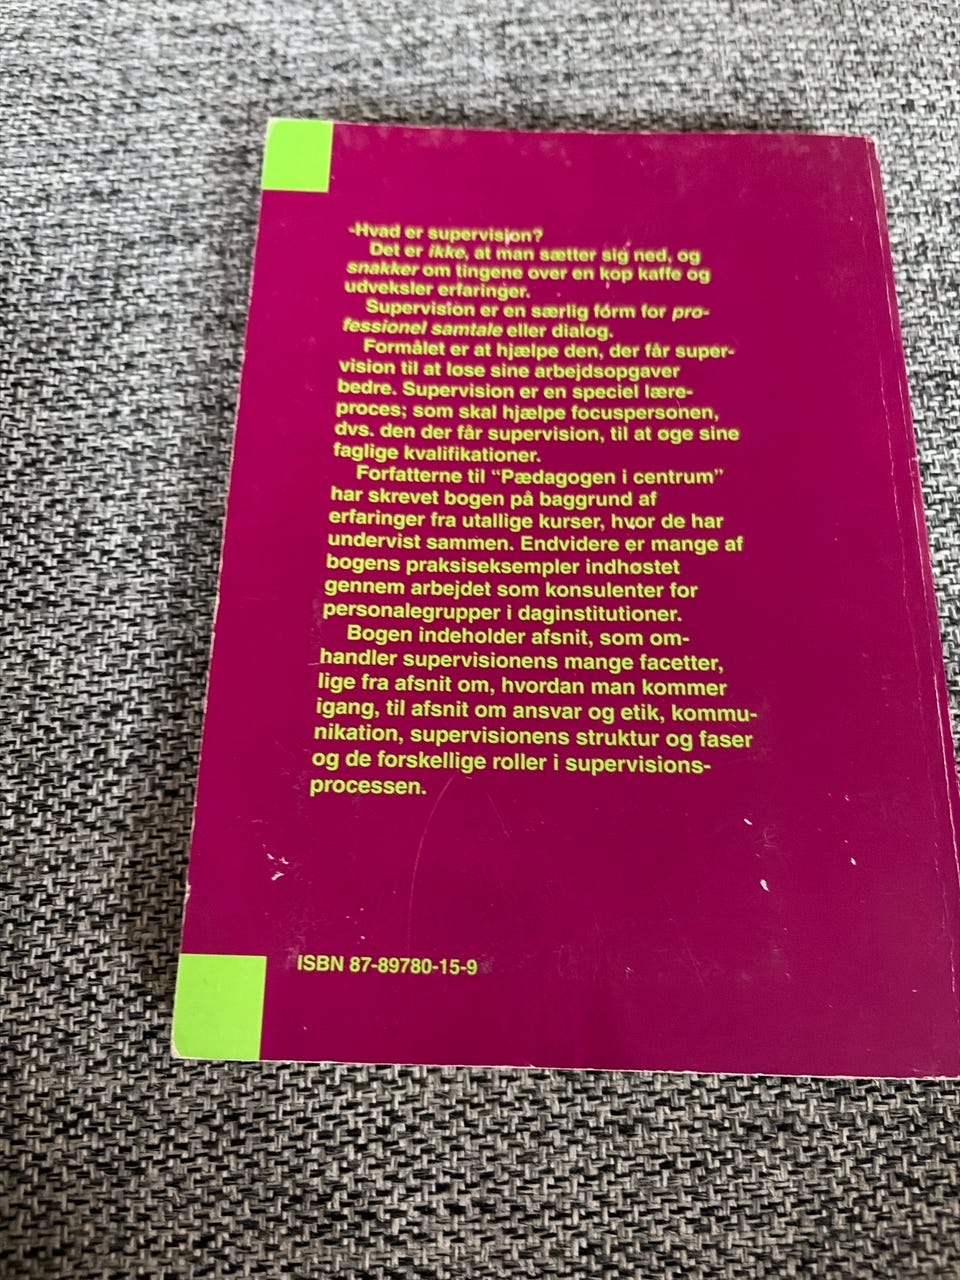 -Hvad er supervision?
Det er ikke, at man sætter sig ned, og
snakker om tingene over en kop kaffe og
udveksler erfaringer.
Supervision er en særlig form for pro-
fessionel samtale eller dialog.
Formålet er at hjælpe den, der får super-
vision til at løse sine arbejdsopgaver
bedre. Supervision er en speciel lære-
proces; som skal hjælpe focuspersonen,
dvs. den der får supervision, til at øge sine
faglige kvalifikationer.
Forfatterne til “Pædagogen i centrum”
har skrevet bogen på baggrund af
erfaringer fra utallige kurser, hvor de har
undervist sammen. Endvidere er mange af
bogens praksiseksempler indhøstet
gennem arbejdet som konsulenter for
personalegrupper i daginstitutioner.
Bogen indeholder afsnit, som om-
handler supervisionens mange facetter,
lige fra afsnit om, hvordan man kommer
igang, til afsnit om ansvar og etik, kommu-
nikation, supervisionens struktur og faser
og de forskellige roller i supervisions-
processen.
ISBN 87-89780-15-9